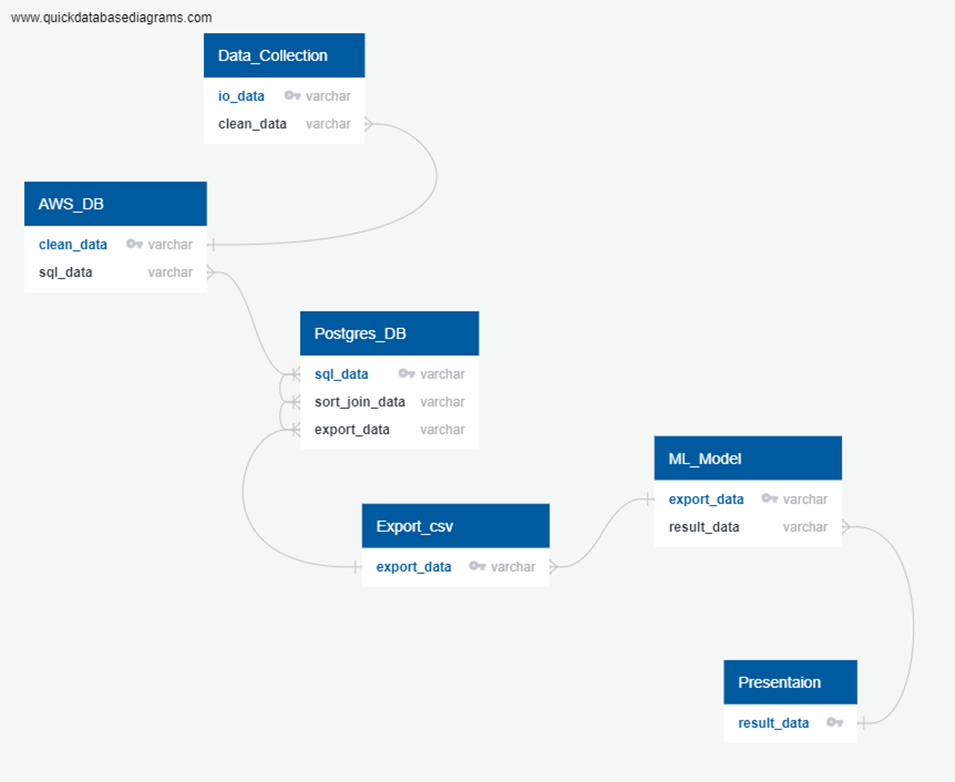 www.quickdatabasediagrams.com
Data_Collection
io_data varchar
clean_data varchar
AWS_DB
clean_data varchar
sql_data varchar
Postgres_DB
sql_data varchar
sort_join_data varchar
export_data varchar
Export_csv
export_data varchar
ML_Model
export_data varchar
result_data varchar
Presentaion
result_data